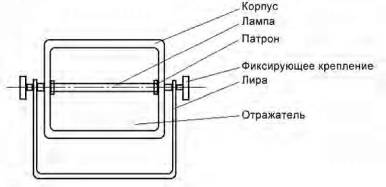 Корпус
Лампа
Патрон
Фиксирующее крепление
Лира
Отражатель